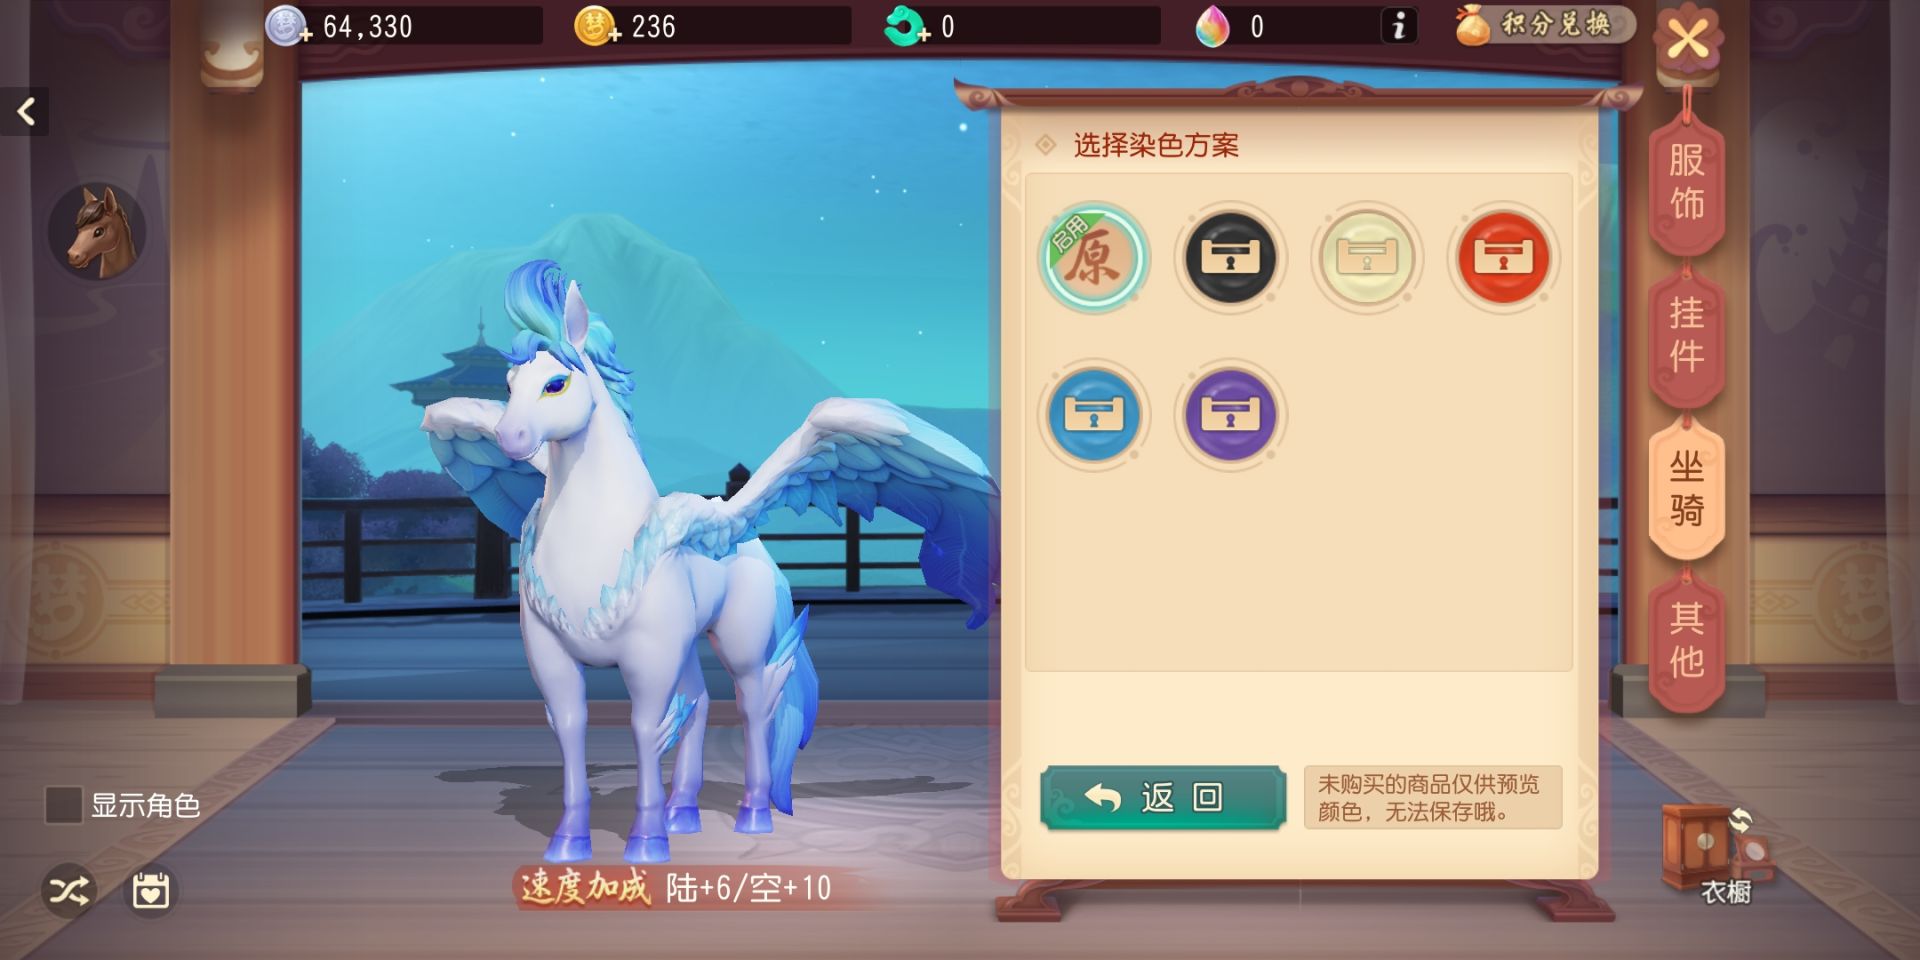 64,330
236
0
0
积分兑换
选择染色方案
启用
原
服饰
挂件
坐骑
其他
返回
未购买的商品仅供预览
颜色，无法保存哦。
显示角色
速度加成 陆+6/空+10
衣橱